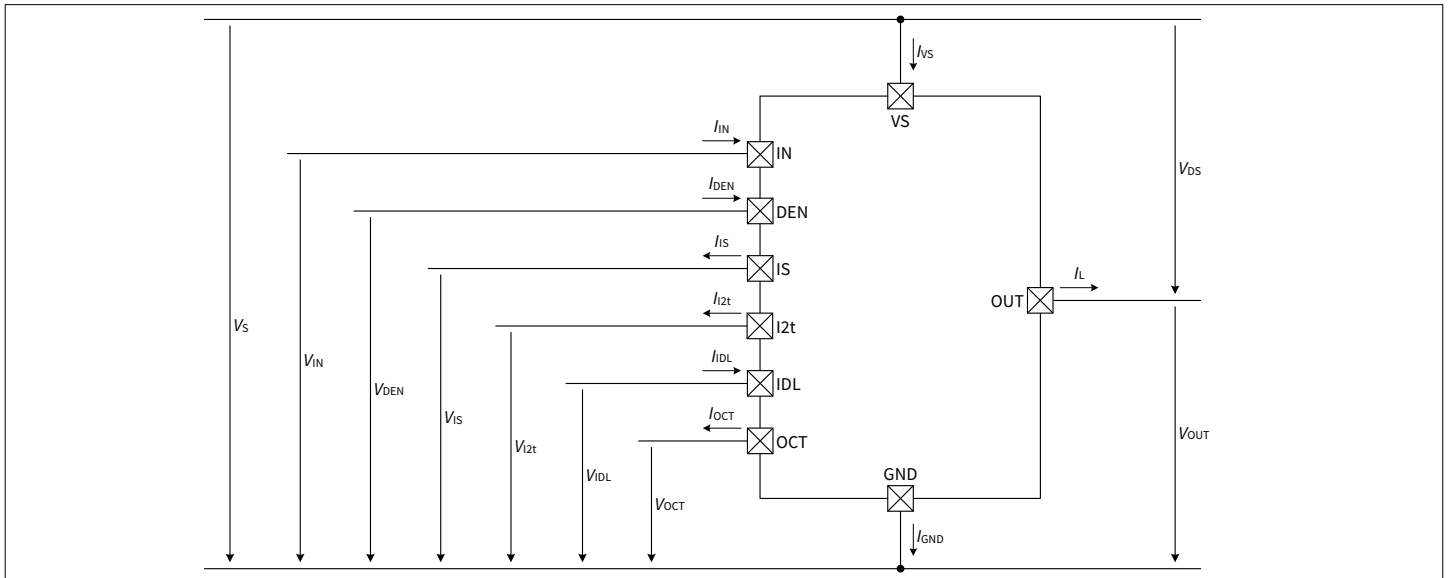 IVS
VS
IIN
IN
VDS
IDEN
DEN
IIS
IS
IL
OUT
II2t
I2t
VS
VIN
IIDL
IDL
VDEN
VIS
IOCT
OCT
VOUT
VI2t
VIDL
GND
VOCT
IGND